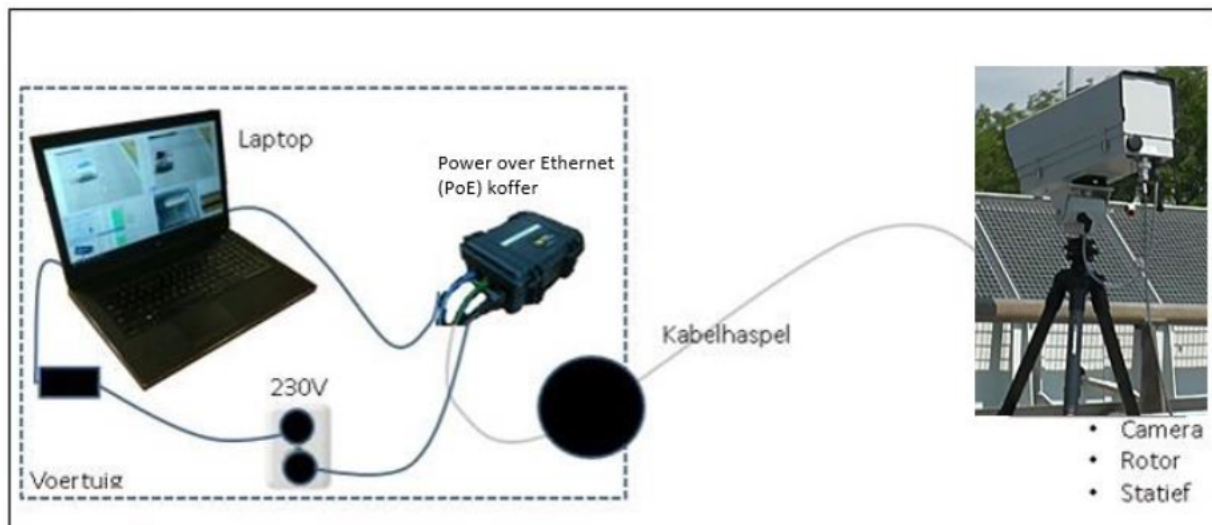 Laptop
Power over Ethernet
(PoE) koffer
Kabelhaspel
230V
Voertuig
• Camera
• Rotor
• Statief